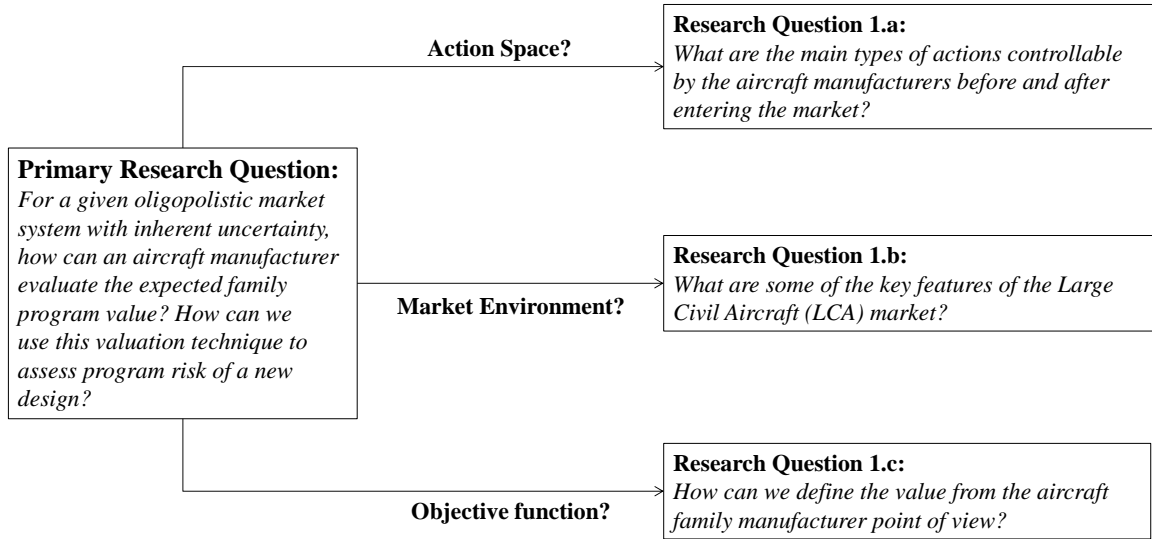 Primary Research Question:
For a given oligopolistic market
system with inherent uncertainty,
how can an aircraft manufacturer
evaluate the expected family
program value? How can we
use this valuation technique to
assess program risk of a new
design?
Action Space?
Research Question 1.a:
What are the main types of actions controllable
by the aircraft manufacturers before and after
entering the market?
Market Environment?
Research Question 1.b:
What are some of the key features of the Large
Civil Aircraft (LCA) market?
Objective function?
Research Question 1.c:
How can we define the value from the aircraft
family manufacturer point of view?